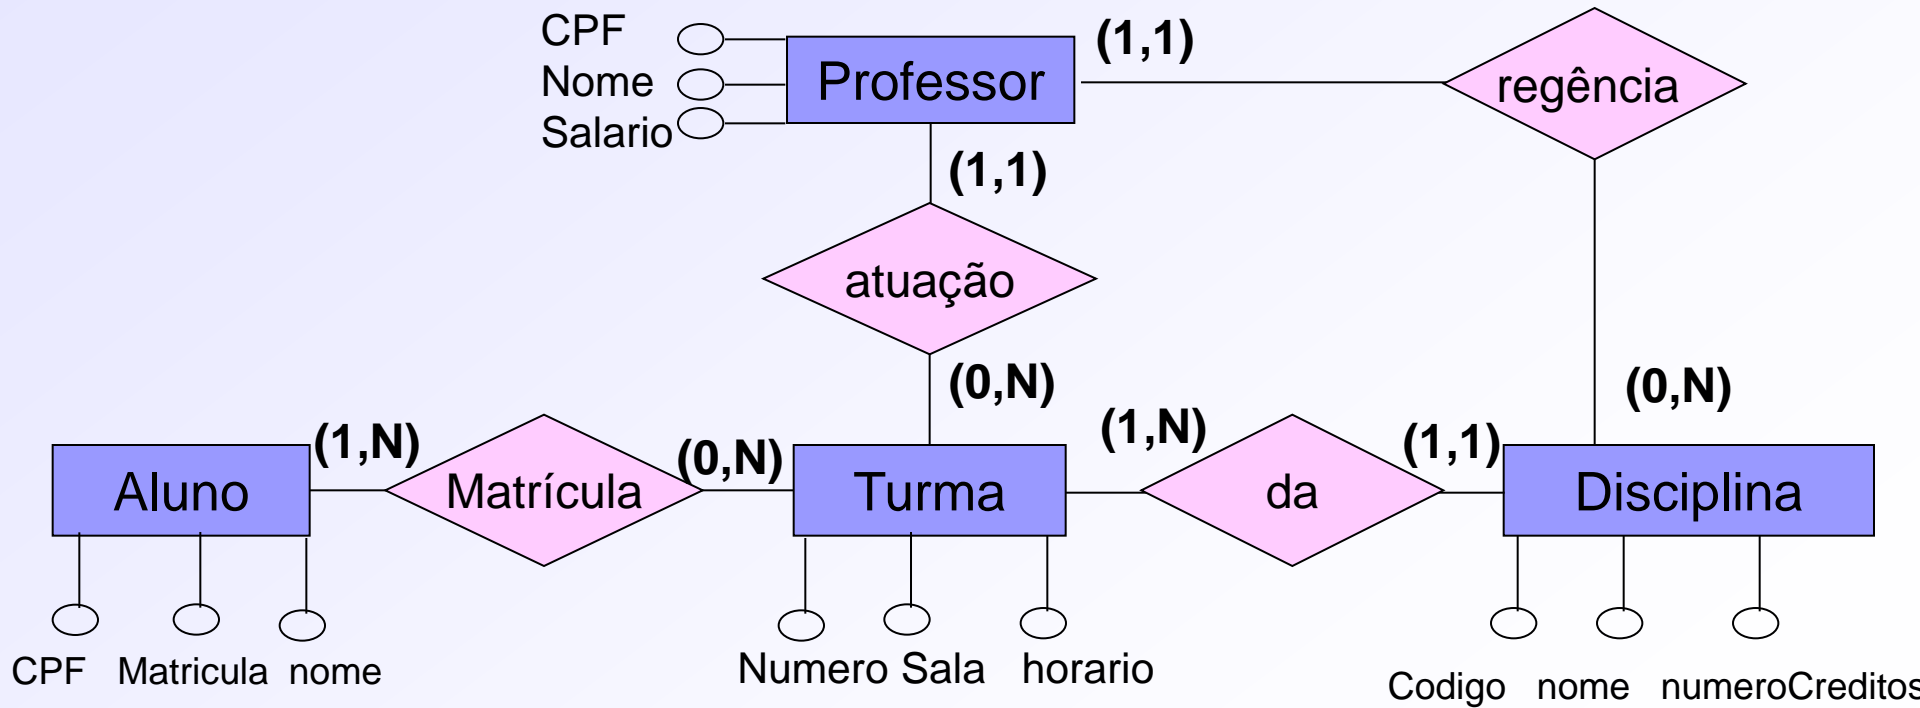 CPF
Nome
Salario
Professor
(1,1)
regência
(1,1)
atuação
(0,N)
(0,N)
Aluno
(1,N)
Matrícula
(0,N)
Turma
(1,N)
da
(1,1)
Disciplina
CPF Matricula nome
Numero Sala horario
Codigo nome numeroCreditos